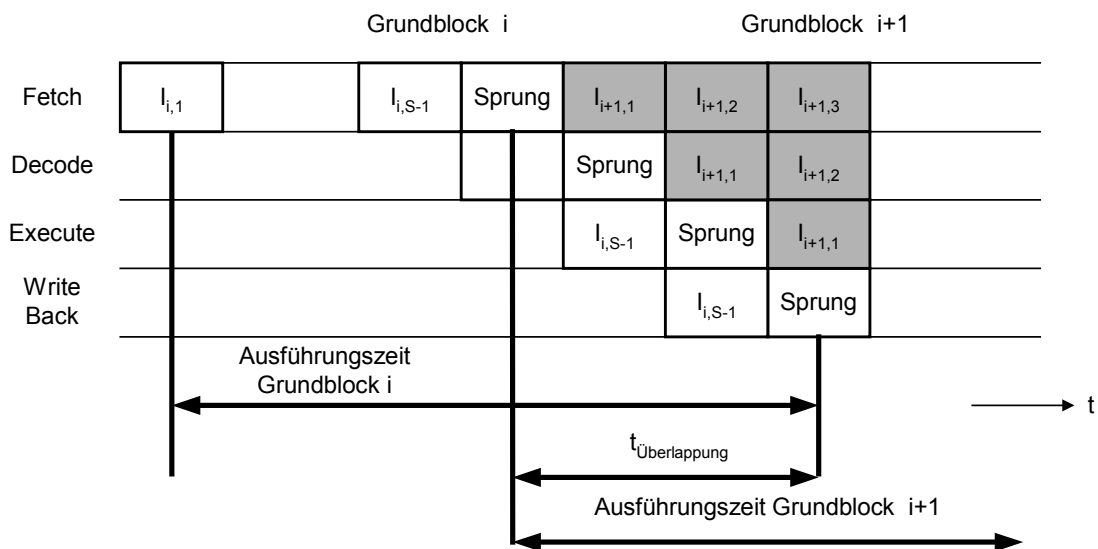 Grundblock i Grundblock i+1
Fetch I_{i,1} I_{i,S-1} Sprung I_{i+1,1} I_{i+1,2} I_{i+1,3}
Decode Sprung I_{i+1,1} I_{i+1,2}
Execute I_{i,S-1} Sprung I_{i+1,1}
Write
Back I_{i,S-1} Sprung
Ausführungszeit
Grundblock i
t
t_{Überlappung}
Ausführungszeit Grundblock i+1